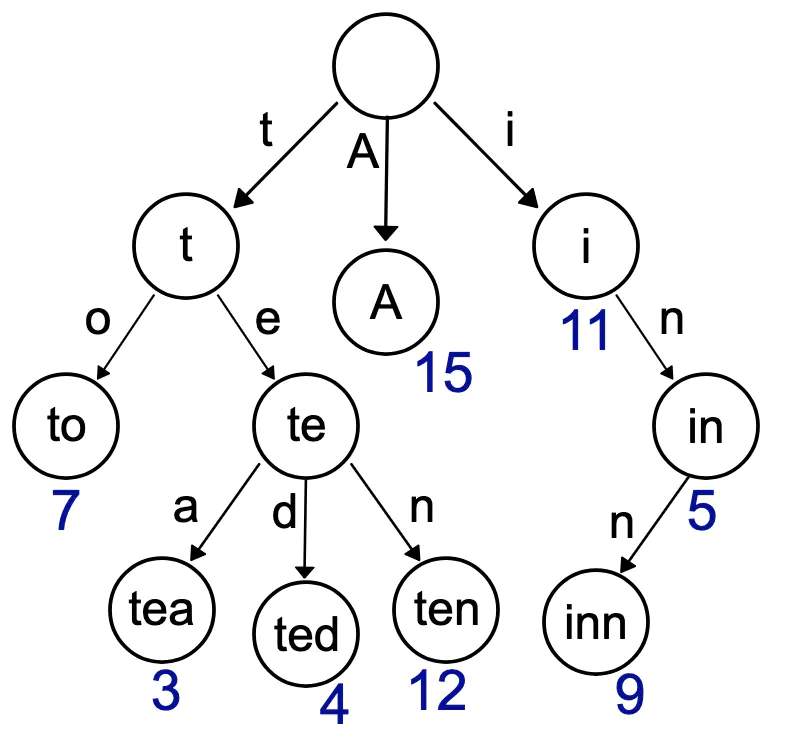 t A i
t A i
15 11
o e n
to te in
7 5
a d n n
tea ted ten inn
3 4 12 9